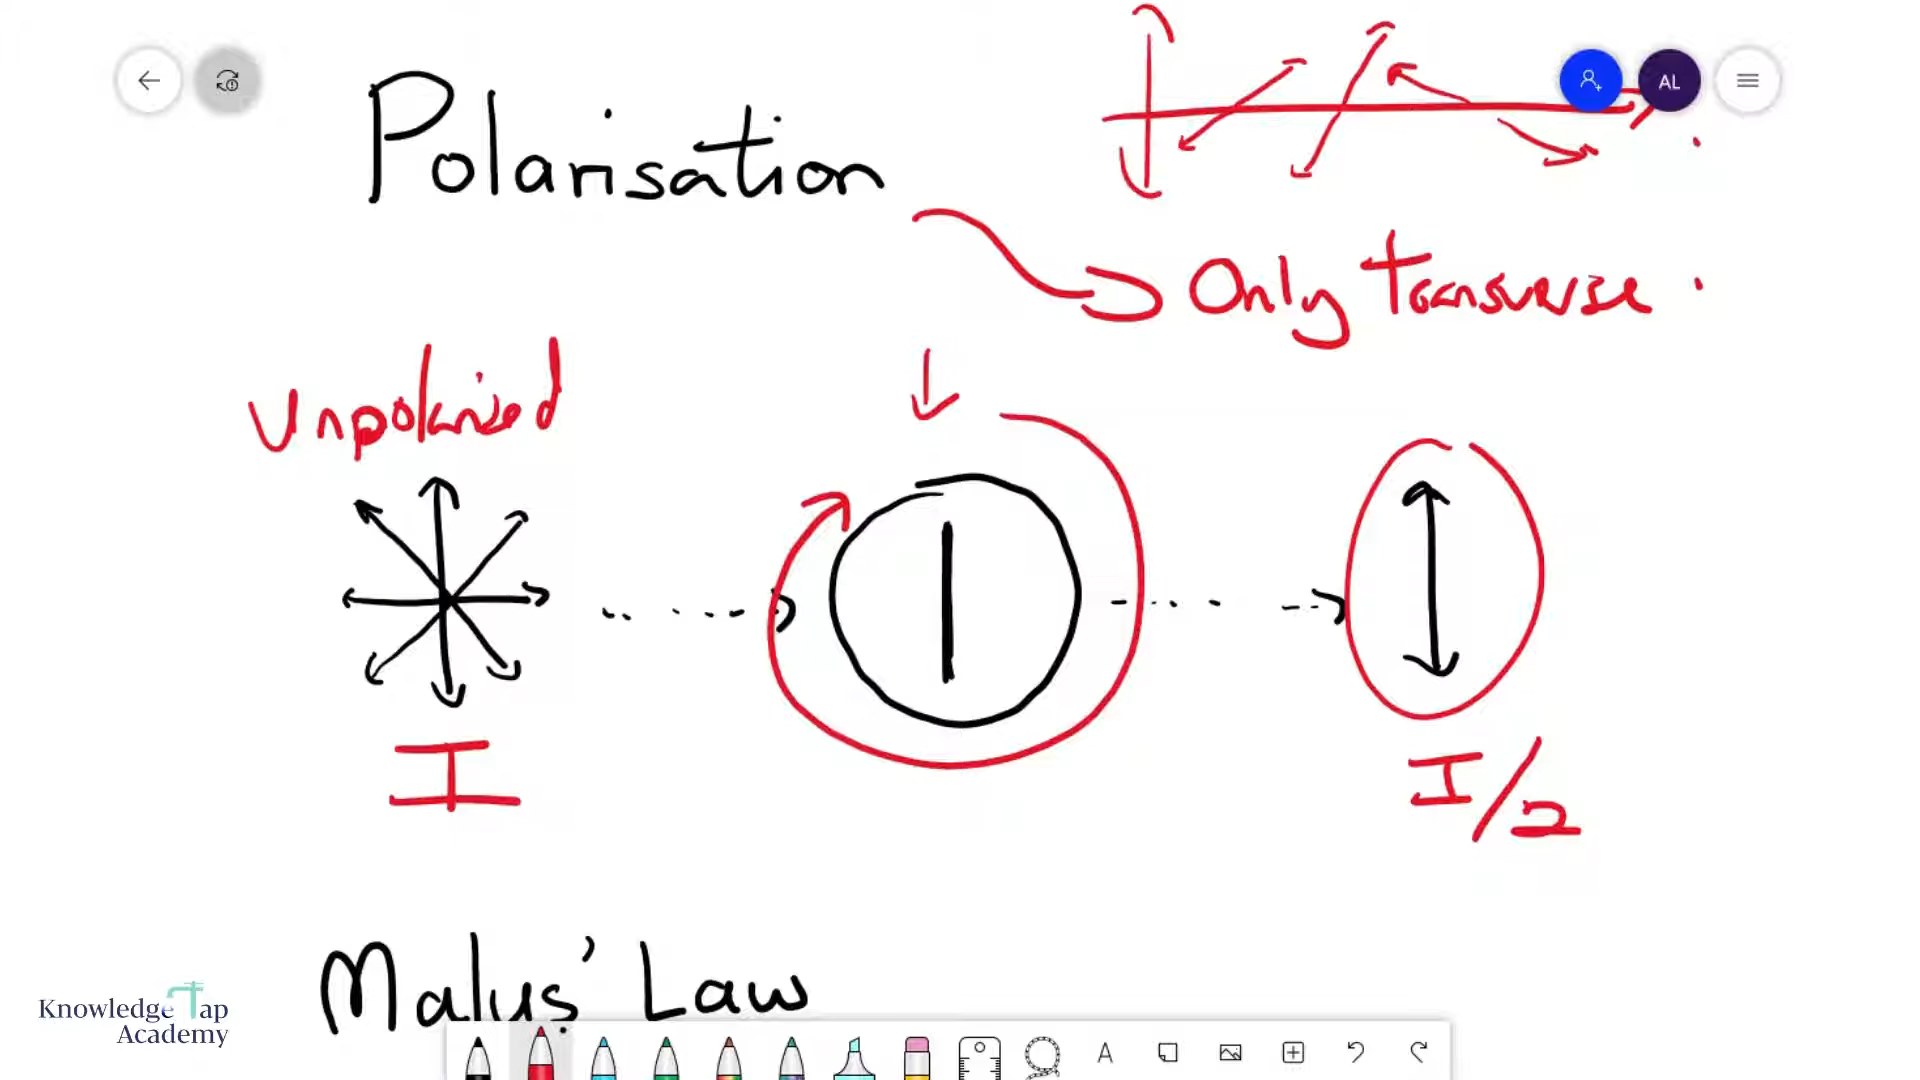 Polarisation
AL
Only transverse
Unpolarised
I
I/2
Malus' Law
Knowledge Tap
Academy
A